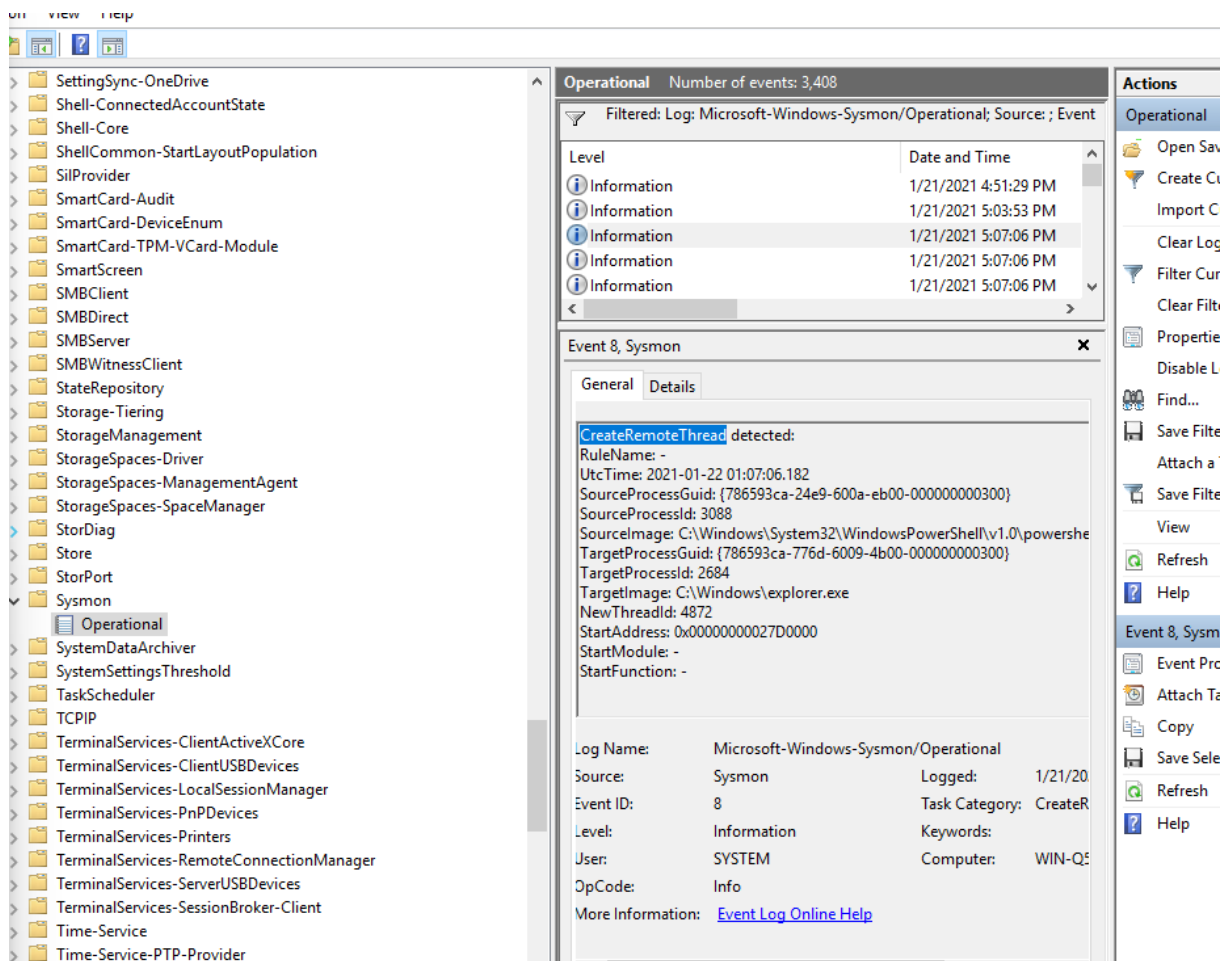 View Help
SettingSync-OneDrive
Shell-ConnectedAccountState
Shell-Core
ShellCommon-StartLayoutPopulation
SilProvider
SmartCard-Audit
SmartCard-DeviceEnum
SmartCard-TPM-VCard-Module
SmartScreen
SMBClient
SMBDirect
SMBServer
SMBWitnessClient
StateRepository
Storage-Tiering
StorageManagement
StorageSpaces-Driver
StorageSpaces-ManagementAgent
StorageSpaces-SpaceManager
StorDiag
Store
StorPort
Sysmon
Operational
SystemDataArchiver
SystemSettingsThreshold
TaskScheduler
TCPIP
TerminalServices-ClientActiveXCore
TerminalServices-ClientUSBDevices
TerminalServices-LocalSessionManager
TerminalServices-PnPDevices
TerminalServices-Printers
TerminalServices-RemoteConnectionManager
TerminalServices-ServerUSBDevices
TerminalServices-SessionBroker-Client
Time-Service
Time-Service-PTP-Provider
Operational Number of events: 3,408
Filtered: Log: Microsoft-Windows-Sysmon/Operational; Source: ; Event
Level Date and Time
Information 1/21/2021 4:51:29 PM
Information 1/21/2021 5:03:53 PM
Information 1/21/2021 5:07:06 PM
Information 1/21/2021 5:07:06 PM
Information 1/21/2021 5:07:06 PM
Event 8, Sysmon
General Details
CreateRemoteThread detected:
RuleName: -
UtcTime: 2021-01-22 01:07:06.182
SourceProcessGuid: {786593ca-24e9-600a-eb00-000000000300}
SourceProcessId: 3088
SourceImage: C:\Windows\System32\WindowsPowerShell\v1.0\powershe
TargetProcessGuid: {786593ca-776d-6009-4b00-000000000300}
TargetProcessId: 2684
TargetImage: C:\Windows\explorer.exe
NewThreadId: 4872
StartAddress: 0x00000000027D0000
StartModule: -
StartFunction: -
Log Name: Microsoft-Windows-Sysmon/Operational
Source: Sysmon Logged: 1/21/20
Event ID: 8 Task Category: CreateR
Level: Information Keywords:
User: SYSTEM Computer: WIN-Q5
OpCode: Info
More Information: Event Log Online Help
Actions
Operational
Open Sav
Create Cu
Import C
Clear Log
Filter Cur
Clear Filt
Propertie
Disable L
Find...
Save Filte
Attach a
Save Filte
View
Refresh
Help
Event 8, Sysm
Event Pro
Attach Ta
Copy
Save Sele
Refresh
Help